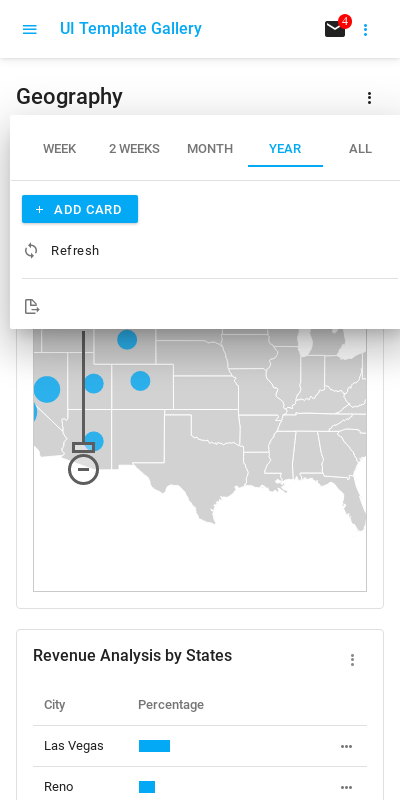 UI Template Gallery
4
Geography
WEEK 2 WEEKS MONTH YEAR ALL
ADD CARD
Refresh
Revenue Analysis by States
City Percentage
Las Vegas
Reno